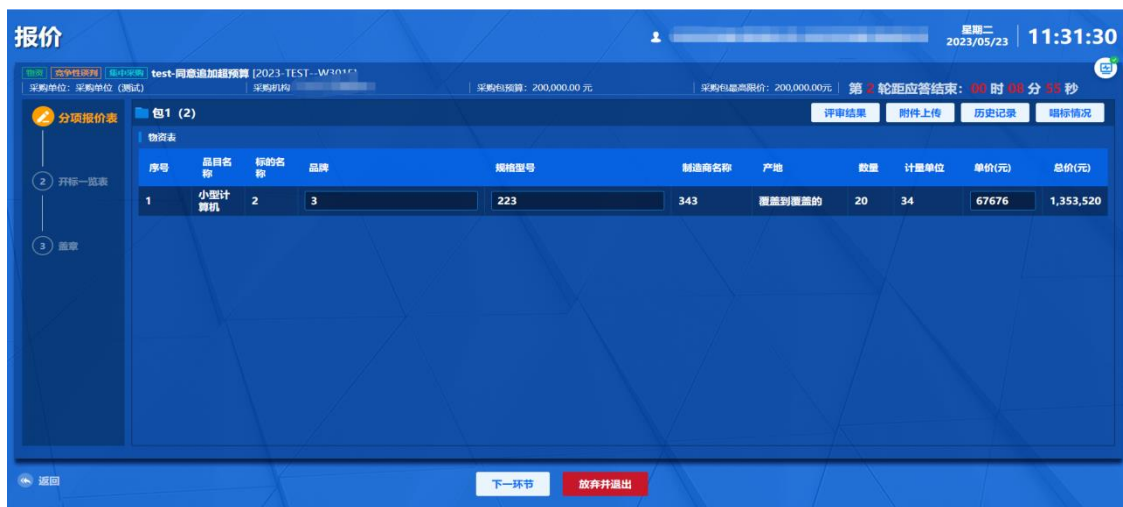 报价
星期二
2023/05/23
11:31:30
物资 竞争性谈判 集中采购 test-同意追加超预算 [2023-TEST--W301
采购单位：采购单位（测试） 采购机构 采购包预算：200,000.00 元 采购包最高限价：200,000.00元 第 2 轮距应答结束：00 时 08 分 55 秒
分项报价表
2 开标一览表
3 盖章
包1（2） 评审结果 附件上传 历史记录 唱标情况
物资表
序号 品目名称 标的名称 品牌 规格型号 制造商名称 产地 数量 计量单位 单价(元) 总价(元)
1 小型计算机 2 3 223 343 覆盖到覆盖的 20 34 67676 1,353,520
返回 下一环节 放弃并退出